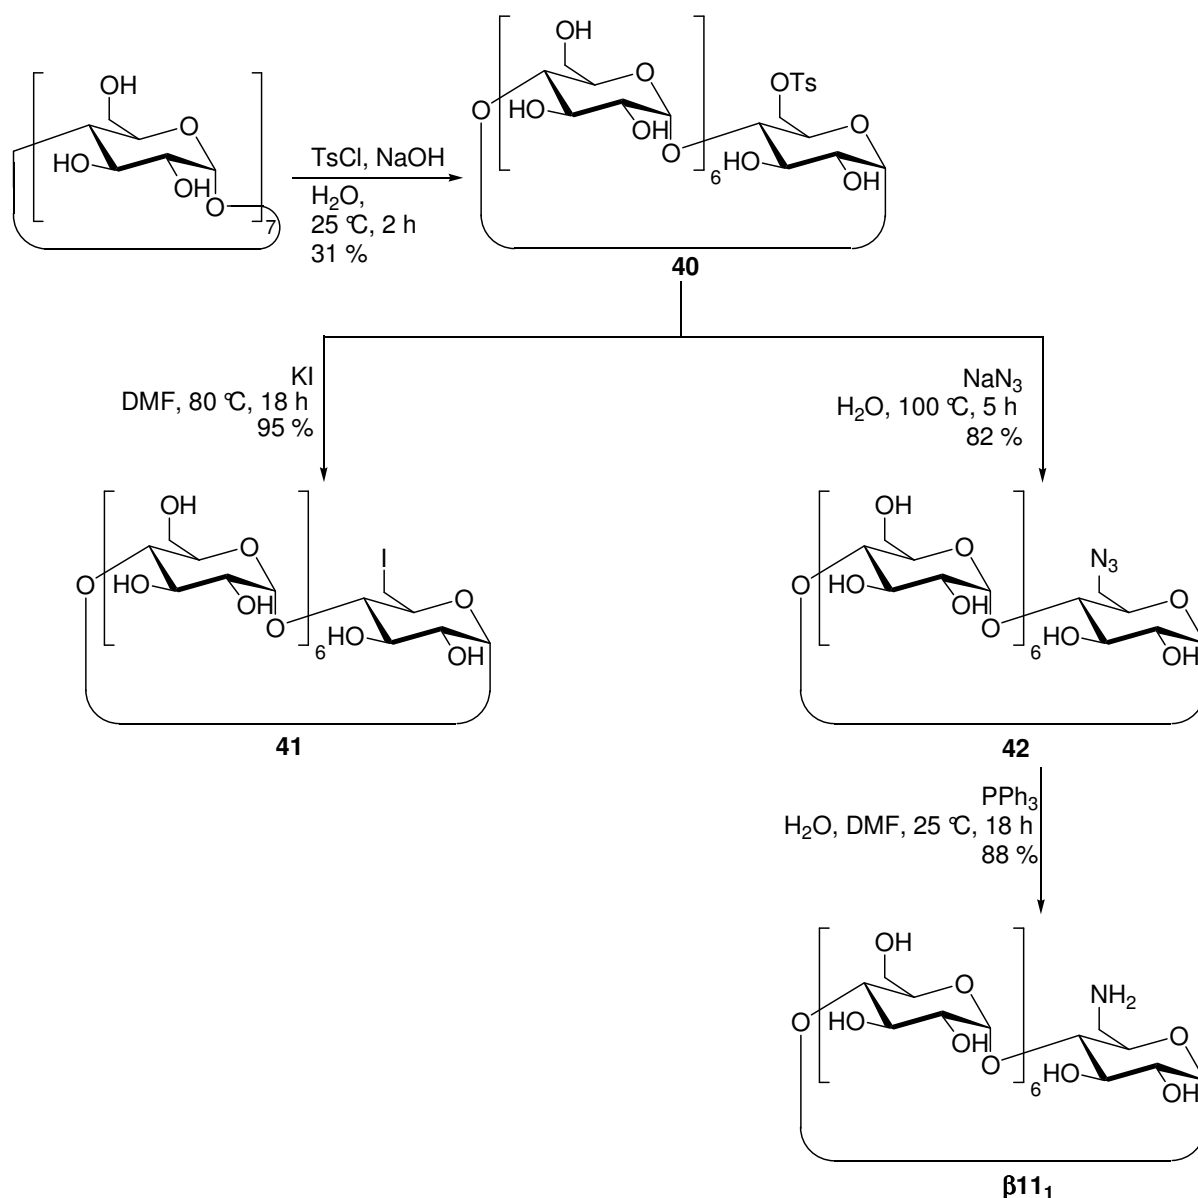 OH
O
HO
OH
O
7
TsCl, NaOH
H2O,
25 °C, 2 h
31 %
OH
O
O
HO
OH
O
6
OTs
O
HO
OH
40
KI
DMF, 80 °C, 18 h
95 %
NaN3
H2O, 100 °C, 5 h
82 %
OH
O
O
HO
OH
O
6
I
O
HO
OH
41
OH
O
O
HO
OH
O
6
N3
O
HO
OH
42
PPh3
H2O, DMF, 25 °C, 18 h
88 %
OH
O
O
HO
OH
O
6
NH2
O
HO
OH
β111